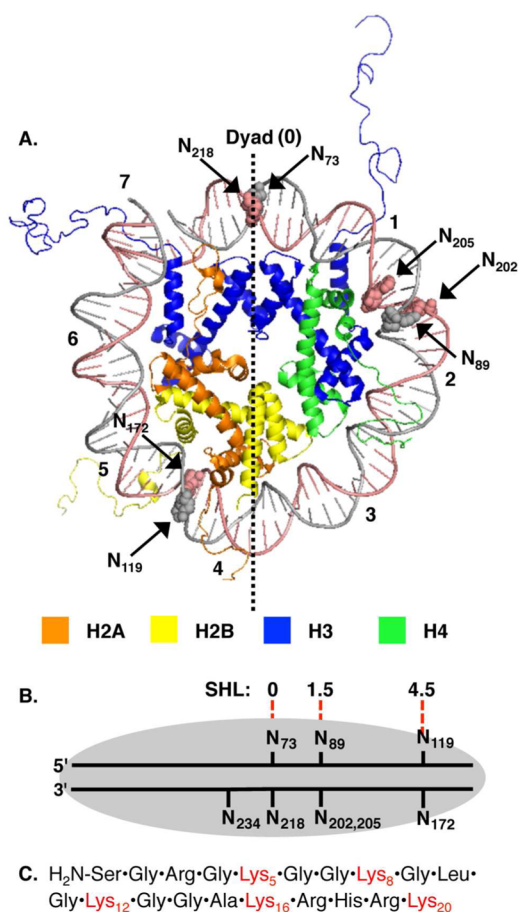 A.
Dyad (0)
N218
N73
7
1
N205
N202
6
N89
2
N172
5
3
N119
4
H2A H2B H3 H4
B.
SHL: 0 1.5 4.5
N73 N89 N119
5'
3'
N234 N218 N202,205 N172
C. H2N-Ser•Gly•Arg•Gly•Lys5•Gly•Gly•Lys8•Gly•Leu•
Gly•Lys12•Gly•Gly•Ala•Lys16•Arg•His•Arg•Lys20